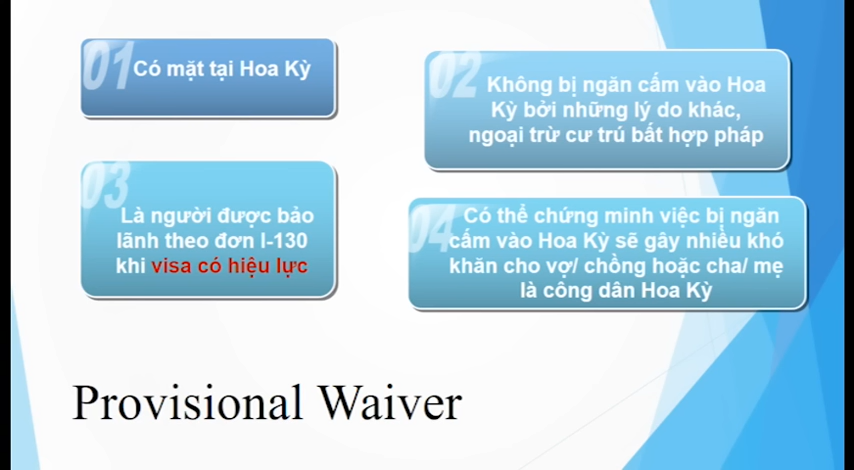 01
Có mặt tại Hoa Kỳ
02
Không bị ngăn cấm vào Hoa
Kỳ bởi những lý do khác,
ngoại trừ cư trú bất hợp pháp
03
Là người được bảo
lãnh theo đơn I-130
khi visa có hiệu lực
04
Có thể chứng minh việc bị ngăn
cấm vào Hoa Kỳ sẽ gây nhiều khó
khăn cho vợ/ chồng hoặc cha/ mẹ
là công dân Hoa Kỳ
Provisional Waiver